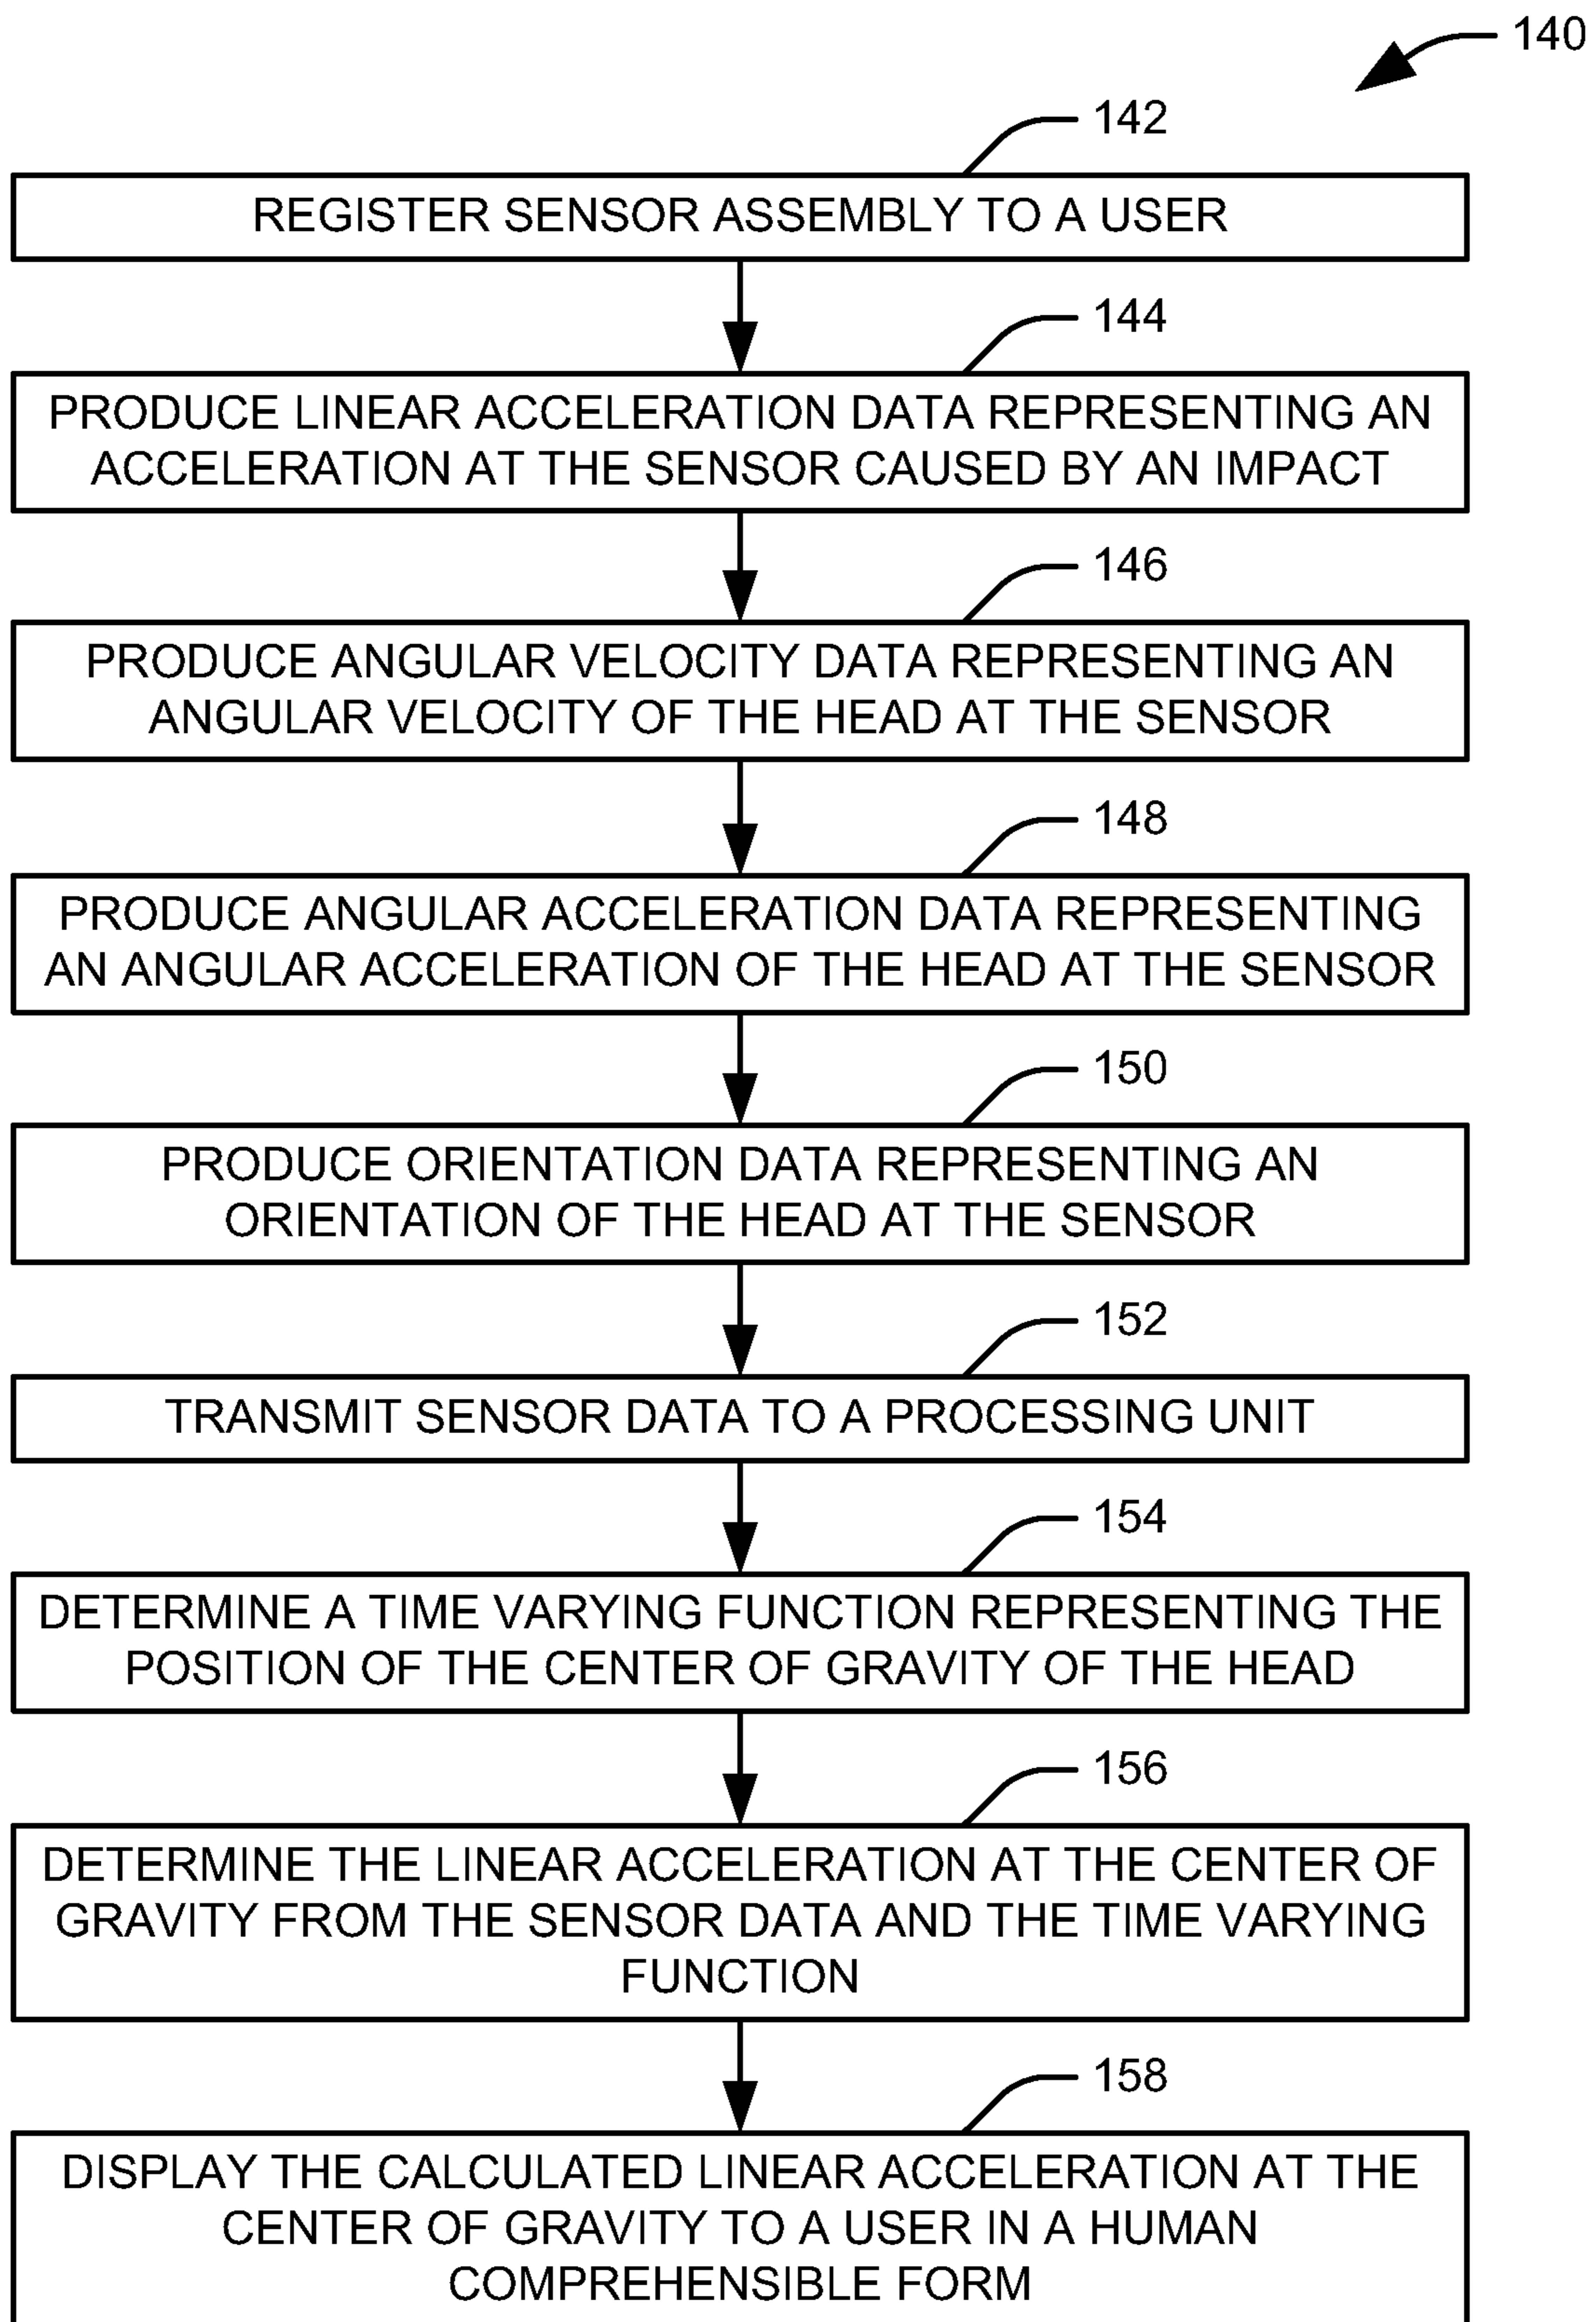 140
142
REGISTER SENSOR ASSEMBLY TO A USER
144
PRODUCE LINEAR ACCELERATION DATA REPRESENTING AN
ACCELERATION AT THE SENSOR CAUSED BY AN IMPACT
146
PRODUCE ANGULAR VELOCITY DATA REPRESENTING AN
ANGULAR VELOCITY OF THE HEAD AT THE SENSOR
148
PRODUCE ANGULAR ACCELERATION DATA REPRESENTING
AN ANGULAR ACCELERATION OF THE HEAD AT THE SENSOR
150
PRODUCE ORIENTATION DATA REPRESENTING AN
ORIENTATION OF THE HEAD AT THE SENSOR
152
TRANSMIT SENSOR DATA TO A PROCESSING UNIT
154
DETERMINE A TIME VARYING FUNCTION REPRESENTING THE
POSITION OF THE CENTER OF GRAVITY OF THE HEAD
156
DETERMINE THE LINEAR ACCELERATION AT THE CENTER OF
GRAVITY FROM THE SENSOR DATA AND THE TIME VARYING
FUNCTION
158
DISPLAY THE CALCULATED LINEAR ACCELERATION AT THE
CENTER OF GRAVITY TO A USER IN A HUMAN
COMPREHENSIBLE FORM